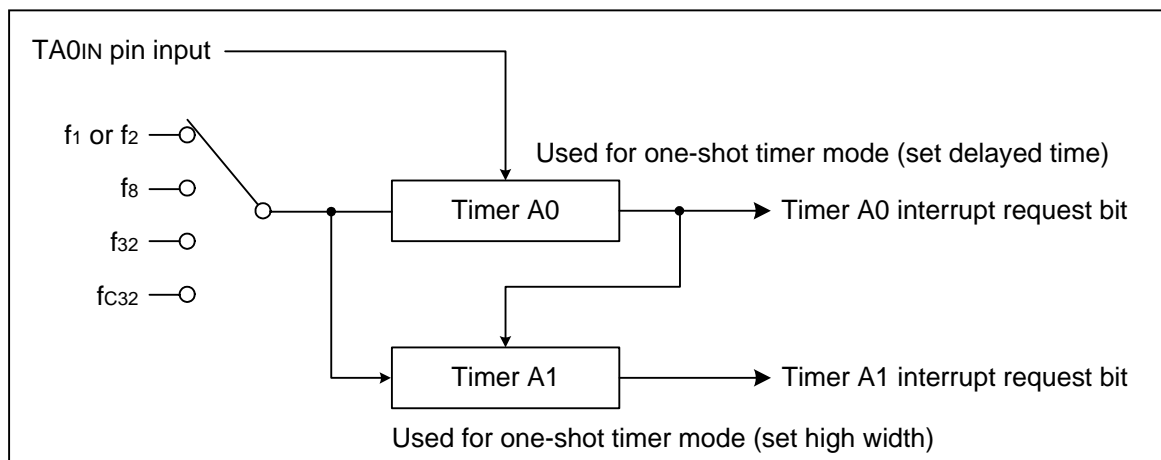 TA0IN pin input
f1 or f2
Used for one-shot timer mode (set delayed time)
f8
Timer A0
Timer A0 interrupt request bit
f32
fC32
Timer A1
Timer A1 interrupt request bit
Used for one-shot timer mode (set high width)